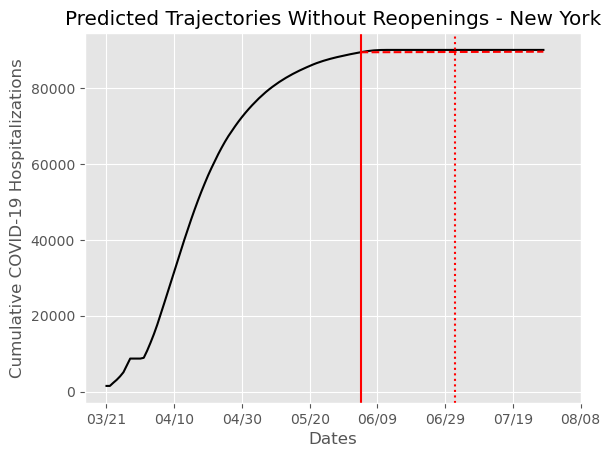 Predicted Trajectories Without Reopenings - New York
Cumulative COVID-19 Hospitalizations
80000
60000
40000
20000
0
03/21 04/10 04/30 05/20 06/09 06/29 07/19 08/08
Dates